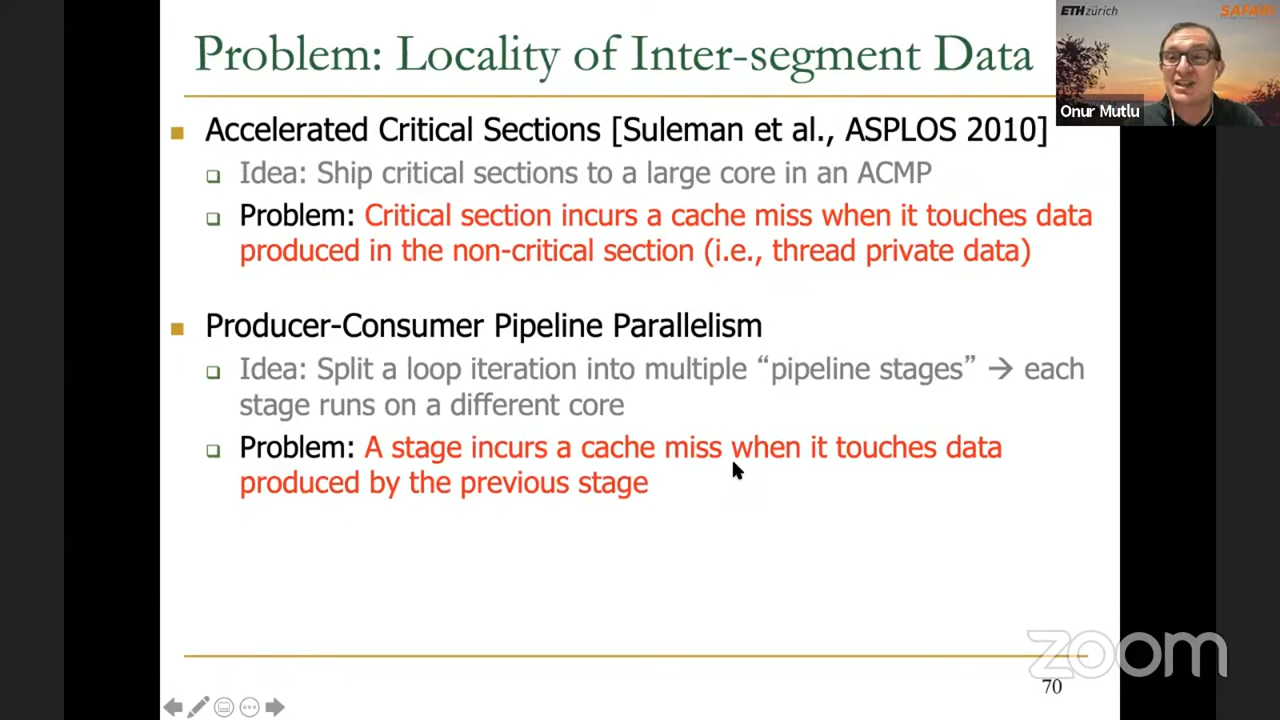 Problem: Locality of Inter-segment Data
ETHzürich
SAFARI
Onur Mutlu
Accelerated Critical Sections [Suleman et al., ASPLOS 2010]
Idea: Ship critical sections to a large core in an ACMP
Problem: Critical section incurs a cache miss when it touches data
produced in the non-critical section (i.e., thread private data)
Producer-Consumer Pipeline Parallelism
Idea: Split a loop iteration into multiple “pipeline stages” → each
stage runs on a different core
Problem: A stage incurs a cache miss when it touches data
produced by the previous stage
zoom
70